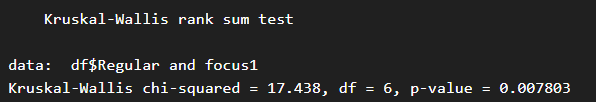 Kruskal-Wallis rank sum test
data:  df$Regular and focus1
Kruskal-Wallis chi-squared = 17.438, df = 6, p-value = 0.007803